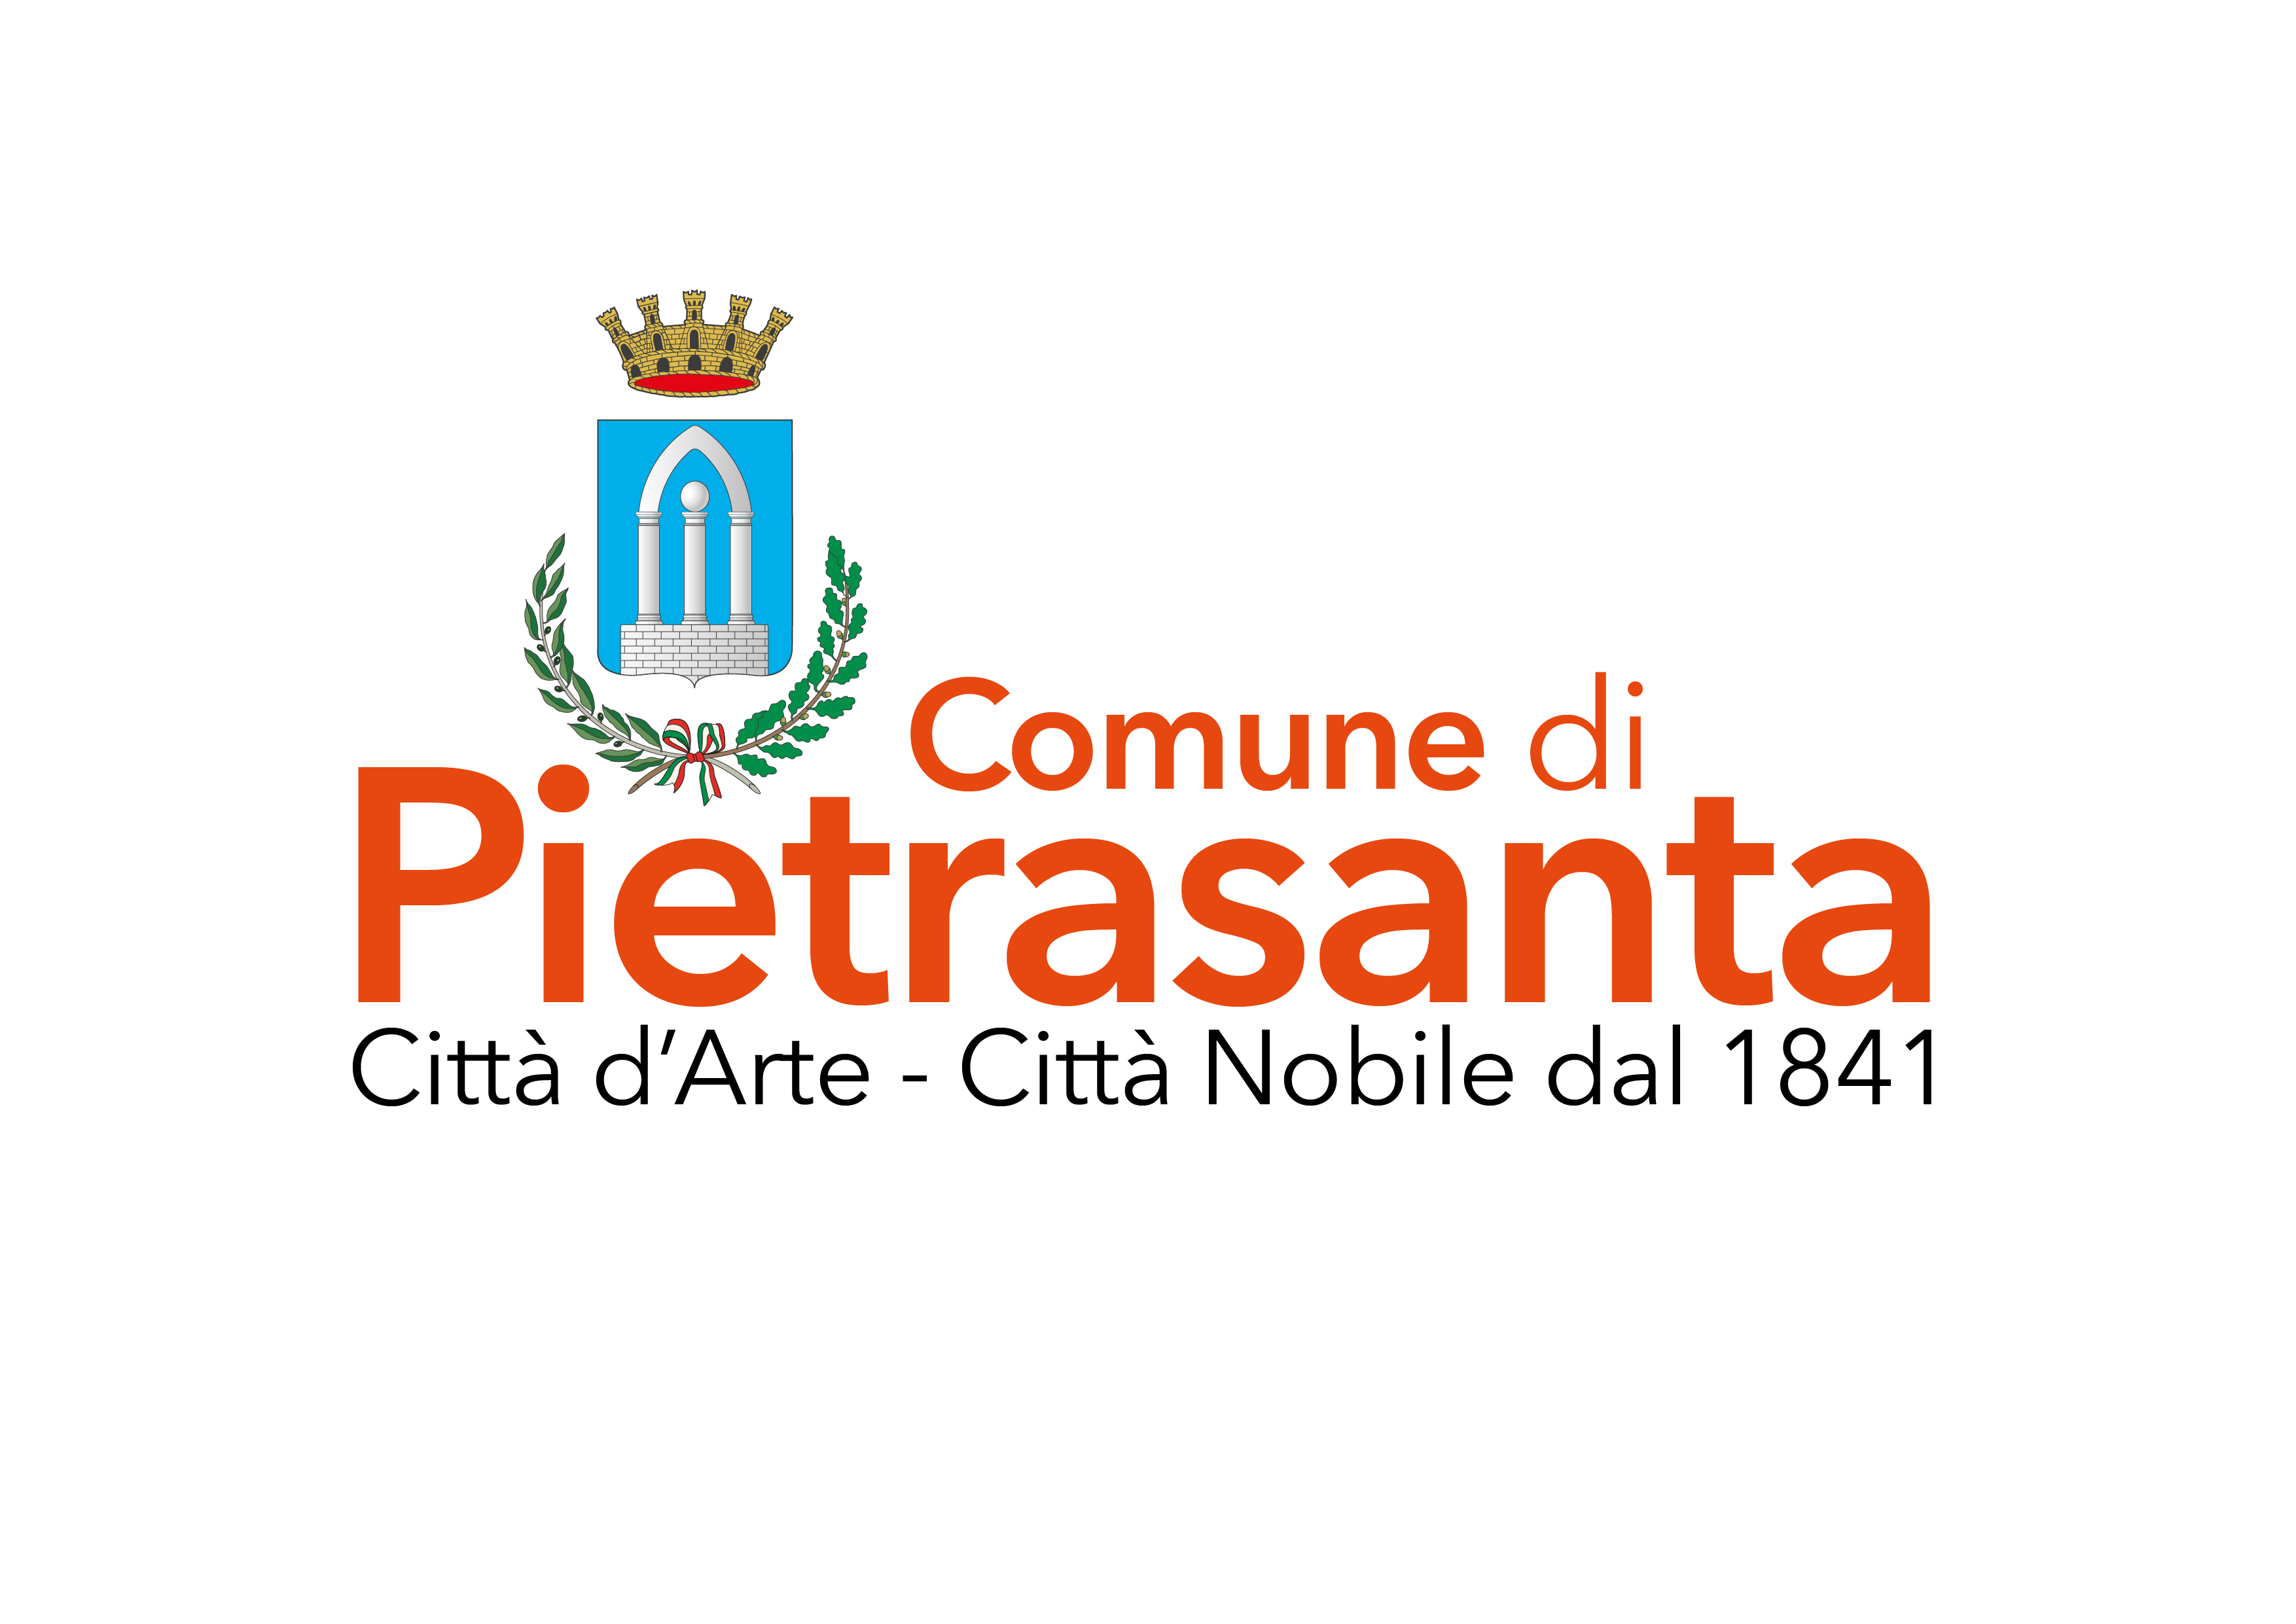 Comune di
Pietrasanta
Città d’Arte - Città Nobile dal 1841